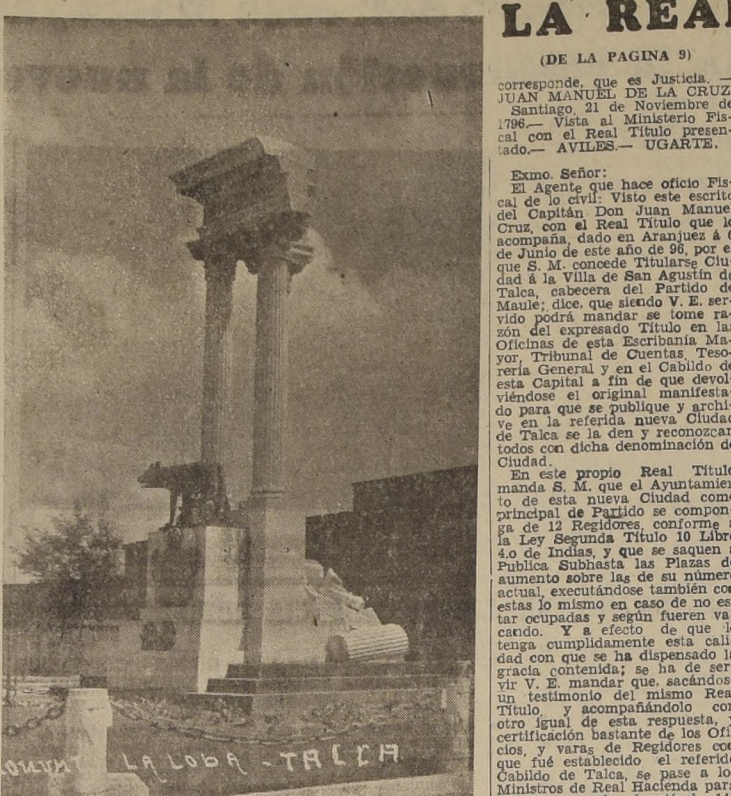 LA REA
(DE LA PAGINA 9)
corresponde, que es Justicia. —
JUAN MANUEL DE LA CRUZ
Santiago, 21 de Noviembre de
1796.— Vista al Ministerio Fis-
cal con el Real Título presen-
tado.— AVILES.— UGARTE.
Exmo. Señor:
El Agente que hace oficio Fis-
cal de lo civil: Visto este escrito
del Capitán Don Juan Manuel
Cruz, con el Real Título que lo
acompaña, dado en Aranjuez á 6
de Junio de este año de 96, por el
que S. M. concede Titularse Ciu-
dad á la Villa de San Agustín de
Talca, cabecera del Partido de
Maule; dice, que siendo V. E. ser-
vido podrá mandar se tome ra-
zón del expresado Título en las
Oficinas de esta Escribanía Ma-
yor, Tribunal de Cuentas, Teso-
rería General y en el Cabildo de
esta Capital a fin de que devol-
viéndose el original manifesta-
do para que se publique y archi-
ve en la referida nueva Ciudad
de Talca se la den y reconozcan
todos con dicha denominación de
Ciudad.
En este propio Real Título
manda S. M. que el Ayuntamien
to de esta nueva Ciudad como
principal de Partido se compon-
ga de 12 Regidores, conforme a
la Ley Segunda Título 10 Libro
4.o de Indias, y que se saquen a
Publica Subhasta las Plazas de
aumento sobre las de su número
actual, executándose también con
estas lo mismo en caso de no es-
tar ocupadas y según fueren va-
cando. Y a efecto de que le
tenga cumplidamente esta cali-
dad con que se ha dispensado la
gracia contenida; se ha de ser-
vir V. E. mandar que, sacándose
un testimonio del mismo Real
Título, y acompañándolo con
otro igual de esta respuesta, y
certificación bastante de los Ofi
cios, y varas de Regidores con
que fué establecido el referido
Cabildo de Talca, se pase a los
Ministros de Real Hacienda para
LA LOBA - TALCA